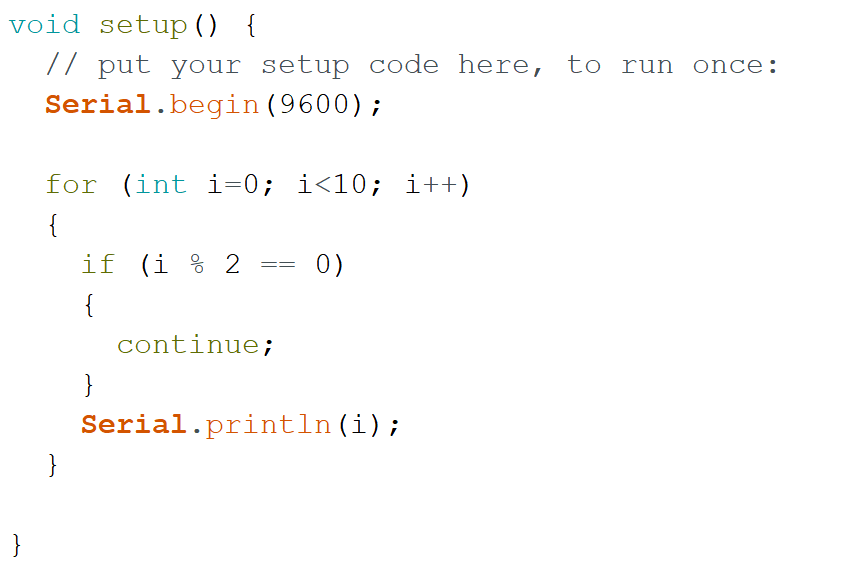 void setup() {
  // put your setup code here, to run once:
  Serial.begin(9600);

  for (int i=0; i<10; i++)
  {
    if (i % 2 == 0)
    {
      continue;
    }
    Serial.println(i);
  }

}